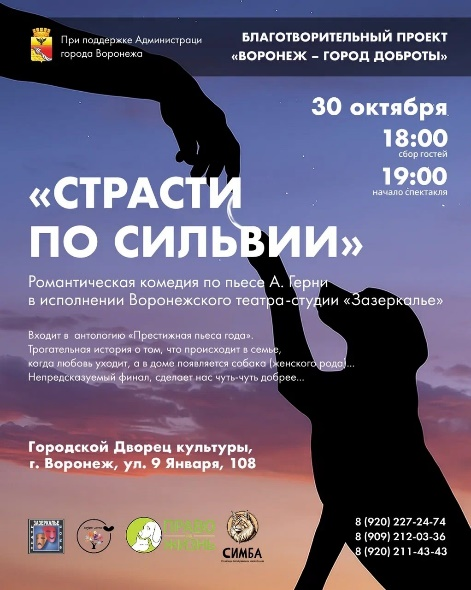 При поддержке Администраци
города Воронежа
БЛАГОТВОРИТЕЛЬНЫЙ ПРОЕКТ
«ВОРОНЕЖ – ГОРОД ДОБРОТЫ»
30 октября
18:00
сбор гостей
19:00
начало спектакля
«СТРАСТИ
ПО СИЛЬВИИ»
Романтическая комедия по пьесе А. Герни
в исполнении Воронежского театра-студии «Зазеркалье»
Входит в антологию «Престижная пьеса года».
Трогательная история о том, что происходит в семье,
когда любовь уходит, а в доме появляется собака (женского рода)...
Непредсказуемый финал, сделает нас чуть-чуть добрее...
Городской Дворец культуры,
г. Воронеж, ул. 9 Января, 108
ЗАЗЕРКАЛЬЕ
ПРАВО
НА
ЖИЗНЬ
СИМБА
8 (920) 227-24-74
8 (909) 212-03-36
8 (920) 211-43-43